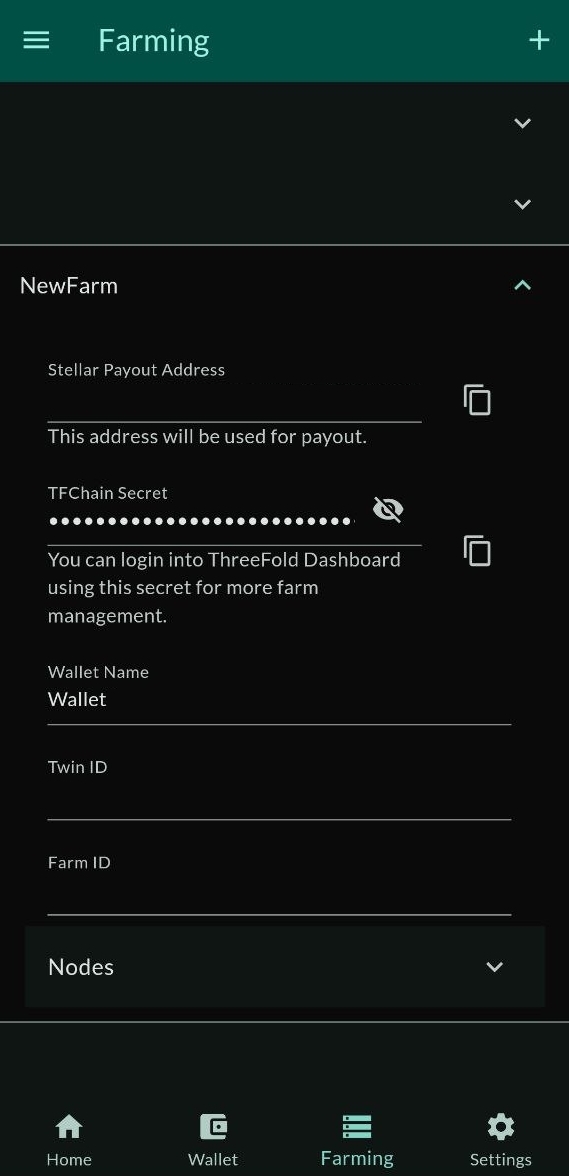 Farming
NewFarm
Stellar Payout Address
This address will be used for payout.
TFChain Secret
••••••••••••••••••••••••••
You can login into ThreeFold Dashboard
using this secret for more farm
management.
Wallet Name
Wallet
Twin ID
Farm ID
Nodes
Home
Wallet
Farming
Settings